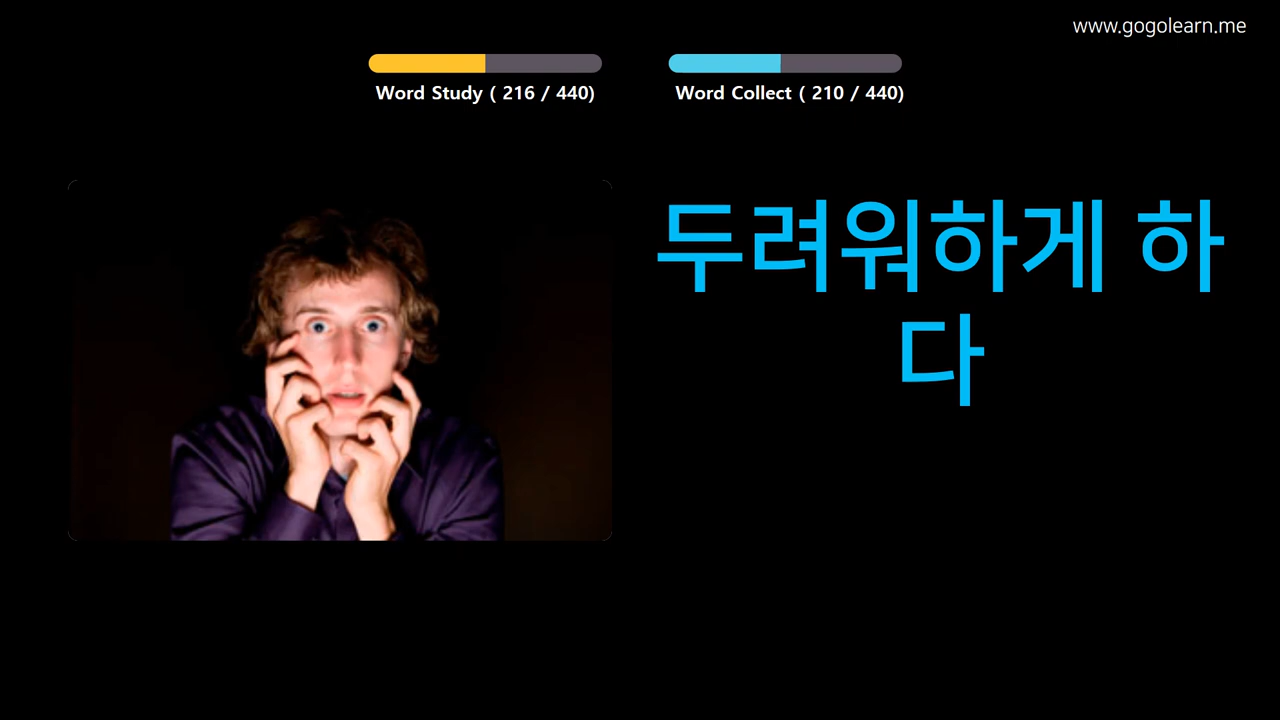 www.gogolearn.me
Word Study ( 216 / 440)
Word Collect ( 210 / 440)
두려워하게 하
다